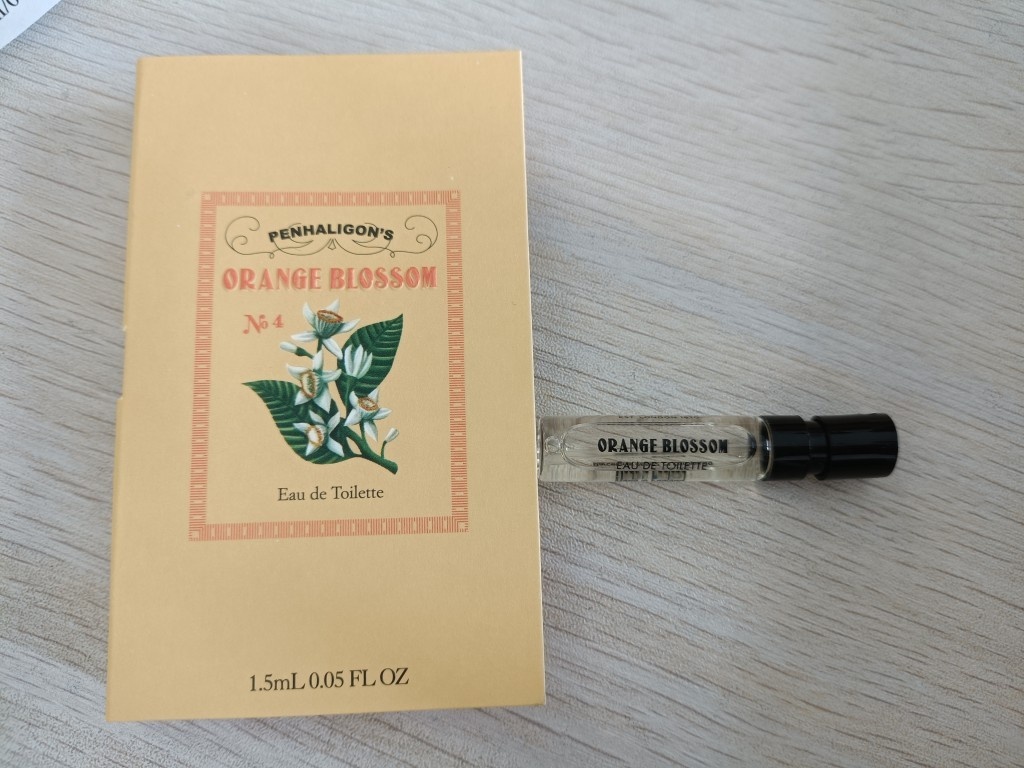 PENHALIGON'S
ORANGE BLOSSOM
No 4
Eau de Toilette
1.5mL 0.05 FL OZ
ORANGE BLOSSOM
EAU DE TOILETTE